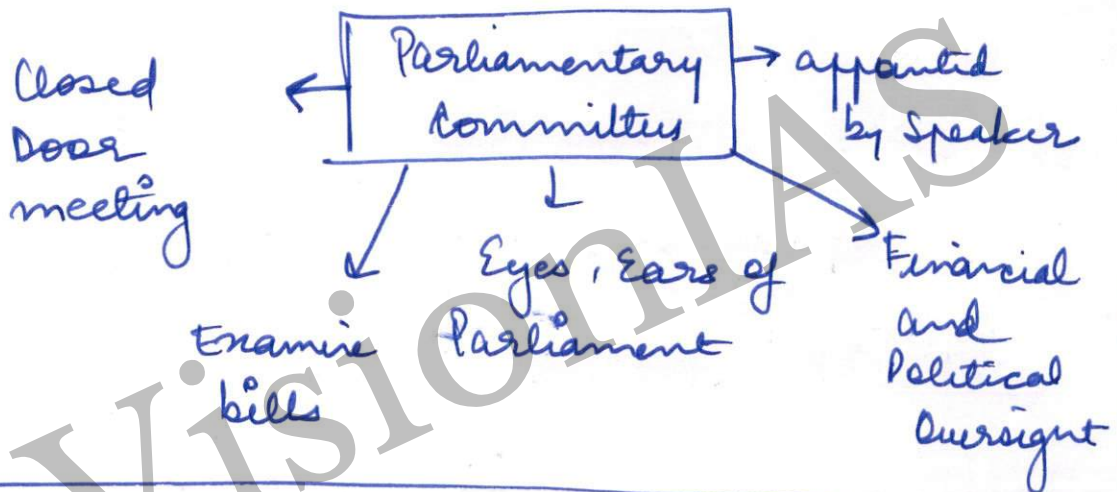 Parliamentary
Committees
Closed
Door
meeting
appointed
by Speaker
Examine
bills
Eyes, Ears of
Parliament
Financial
and
Political
Oversight
VisionIAS